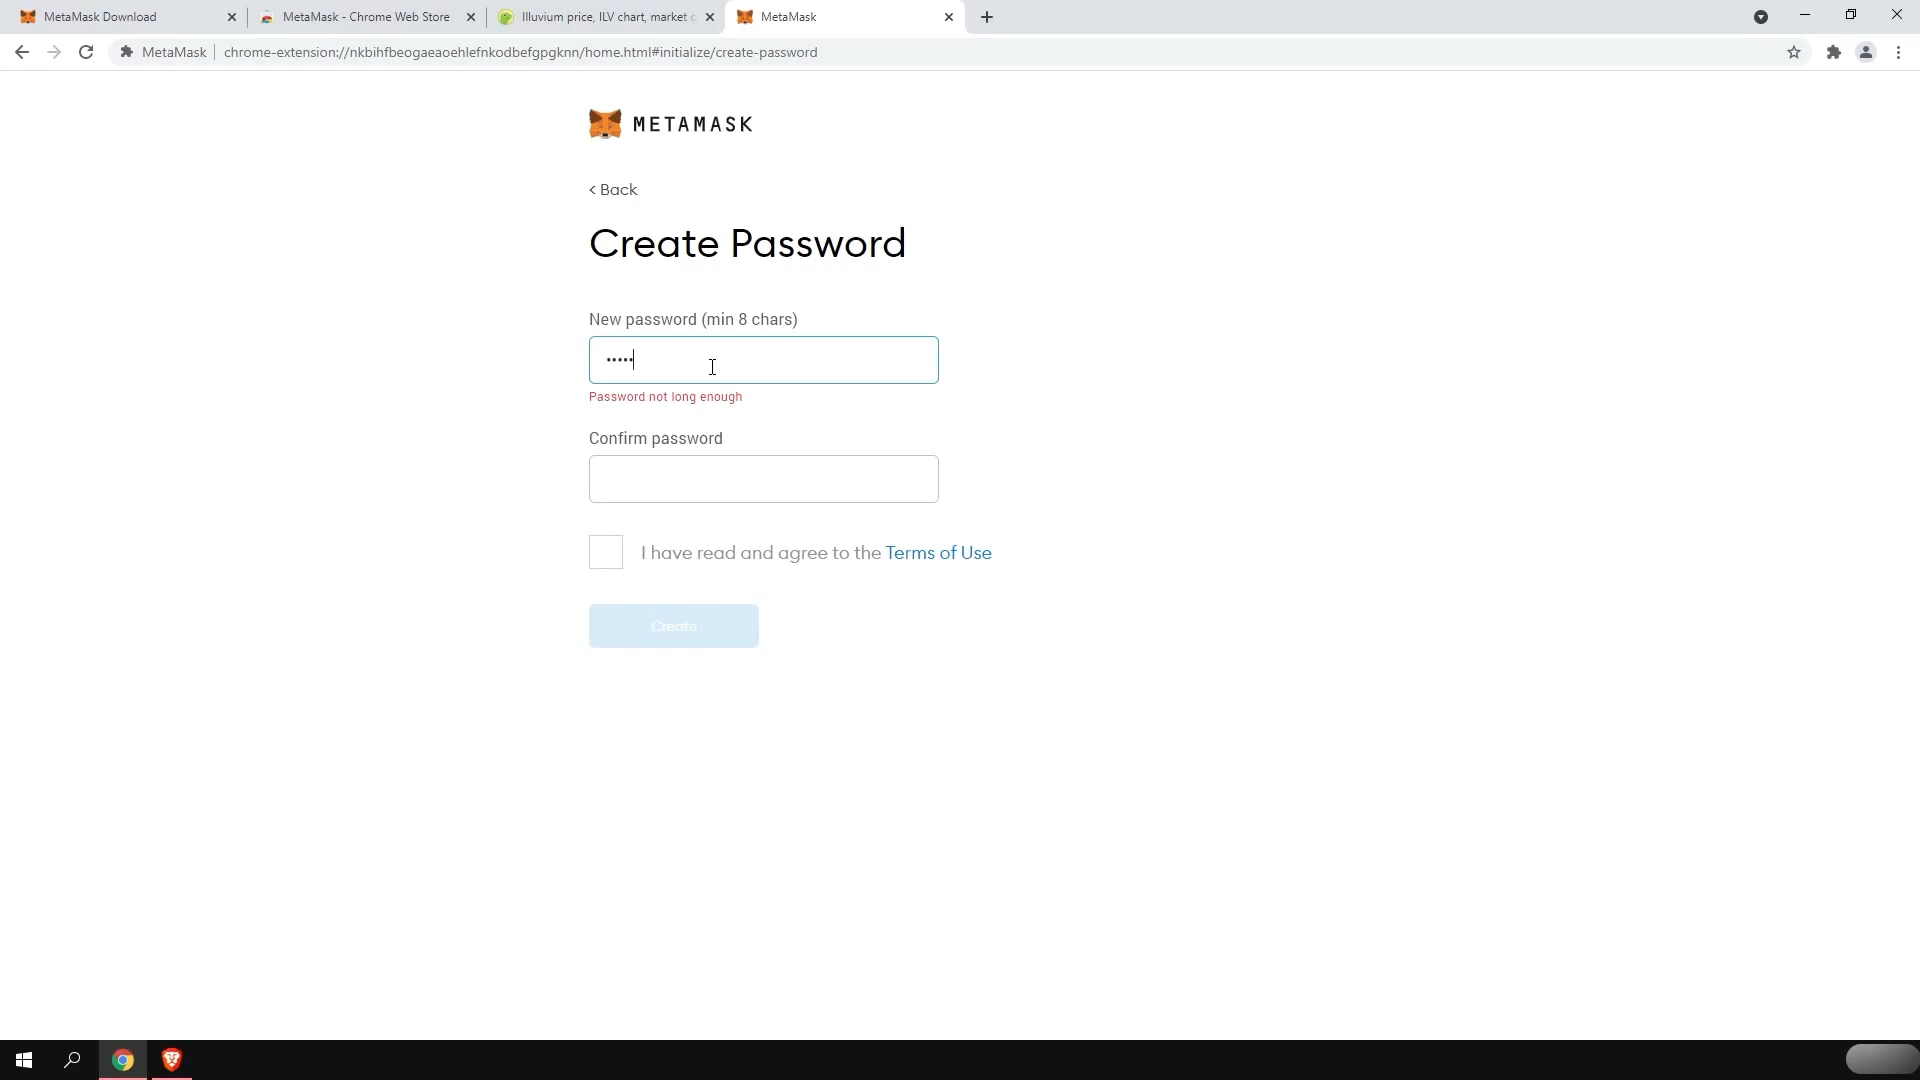 MetaMask Download
MetaMask - Chrome Web Store
Illuvium price, ILV chart, market c
MetaMask
MetaMask
chrome-extension://nkbihfbeogaeaoehlefnkodbefgpgknn/home.html#initialize/create-password
METAMASK
< Back
Create Password
New password (min 8 chars)
•••••
Password not long enough
Confirm password
I have read and agree to the Terms of Use
Create